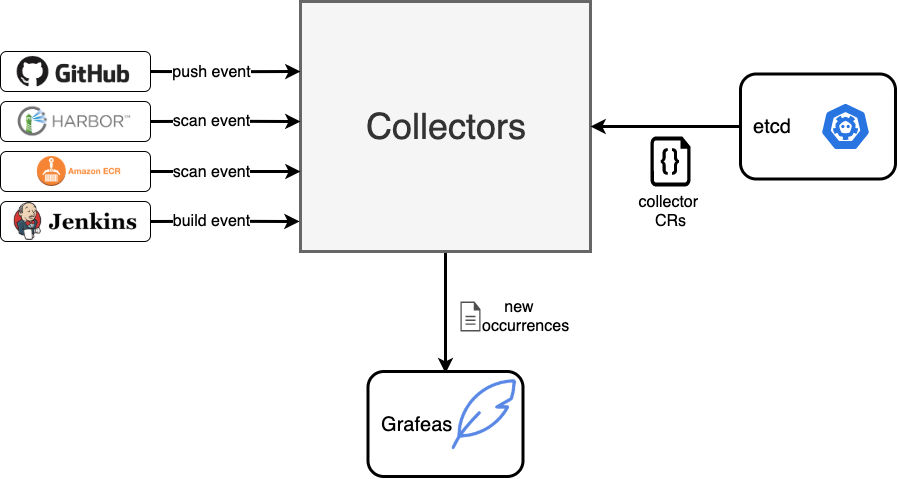 GitHub
push event
HARBOR™
scan event
Amazon ECR
scan event
Jenkins
build event
Collectors
etcd
{}
collector
CRs
new
occurrences
Grafeas